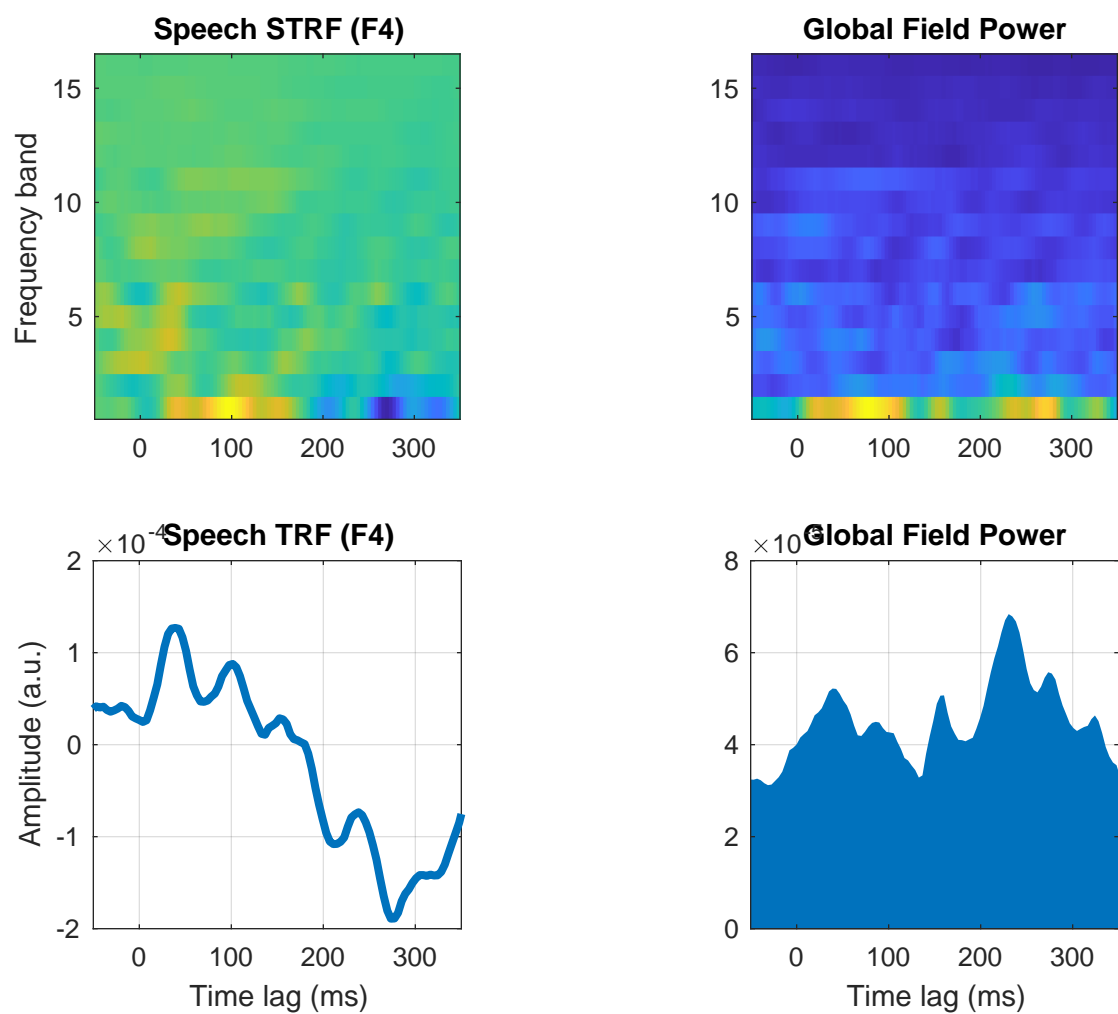 Speech STRF (F4)
Frequency band
15
10
5
0 100 200 300
Global Field Power
15
10
5
0 100 200 300
Speech TRF (F4)
×10-4
Amplitude (a.u.)
2
1
0
-1
-2
0 100 200 300
Time lag (ms)
Global Field Power
×10
8
6
4
2
0
0 100 200 300
Time lag (ms)